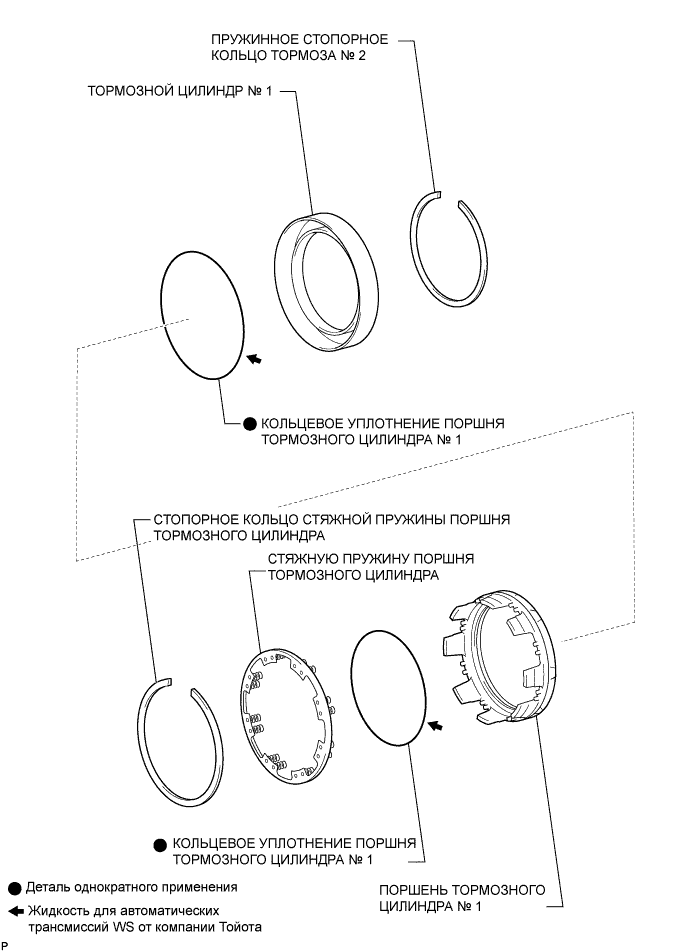 ПРУЖИННОЕ СТОПОРНОЕ
КОЛЬЦО ТОРМОЗА № 2
ТОРМОЗНОЙ ЦИЛИНДР № 1
КОЛЬЦЕВОЕ УПЛОТНЕНИЕ ПОРШНЯ
ТОРМОЗНОГО ЦИЛИНДРА № 1
СТОПОРНОЕ КОЛЬЦО СТЯЖНОЙ ПРУЖИНЫ ПОРШНЯ
ТОРМОЗНОГО ЦИЛИНДРА
СТЯЖНУЮ ПРУЖИНУ ПОРШНЯ
ТОРМОЗНОГО ЦИЛИНДРА
КОЛЬЦЕВОЕ УПЛОТНЕНИЕ ПОРШНЯ
ТОРМОЗНОГО ЦИЛИНДРА № 1
ПОРШЕНЬ ТОРМОЗНОГО
ЦИЛИНДРА № 1
Деталь однократного применения
Жидкость для автоматических
трансмиссий WS от компании Тойота
P